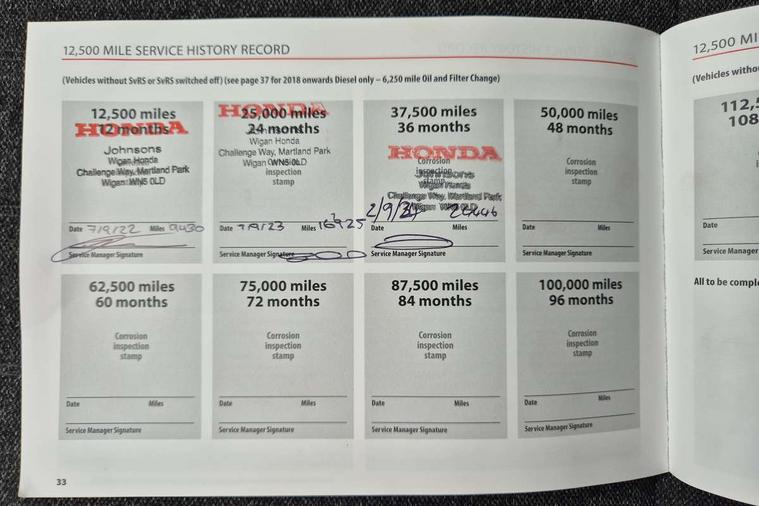 12,500 MILE SERVICE HISTORY RECORD
(Vehicles without SvRS or SvRS switched off) (see page 37 for 2018 onwards Diesel only – 6,250 mile Oil and Filter Change)
12,500 miles
12 months
HONDA
Johnsons
Wigan Honda
Challenge Way, Martland Park
Wigan WN5 0LD
Date 7/9/22 Miles 9430
Service Manager Signature
HONDA
25,000 miles
24 months
Johnsons
Wigan Honda
Challenge Way, Martland Park
Wigan WN5 0LD
inspection
stamp
Date 7/9/23 Miles
Service Manager Signature
37,500 miles
36 months
HONDA
Corrosion
inspection
stamp
Johnsons
Wigan Honda
Challenge Way, Martland Park
Wigan WN5 0LD
Date Miles
Service Manager Signature
50,000 miles
48 months
Corrosion
inspection
stamp
Date Miles
Service Manager Signature
62,500 miles
60 months
Corrosion
inspection
stamp
Date Miles
Service Manager Signature
75,000 miles
72 months
Corrosion
inspection
stamp
Date Miles
Service Manager Signature
87,500 miles
84 months
Corrosion
inspection
stamp
Date Miles
Service Manager Signature
100,000 miles
96 months
Corrosion
inspection
stamp
Date Miles
Service Manager Signature
33
12,500 MI
(Vehicles witho
112,5
108
Date
Service Manager
All to be comple